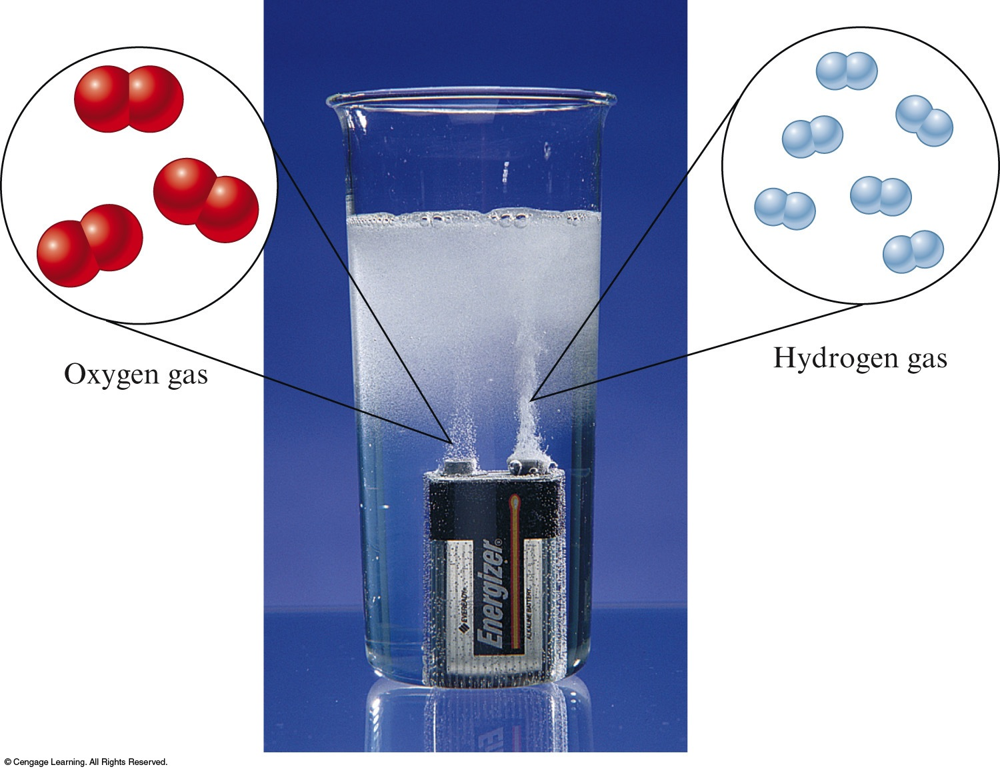 Oxygen gas
Hydrogen gas
Energizer®
EVEREADY
ALKALINE BATTERY
© Cengage Learning. All Rights Reserved.